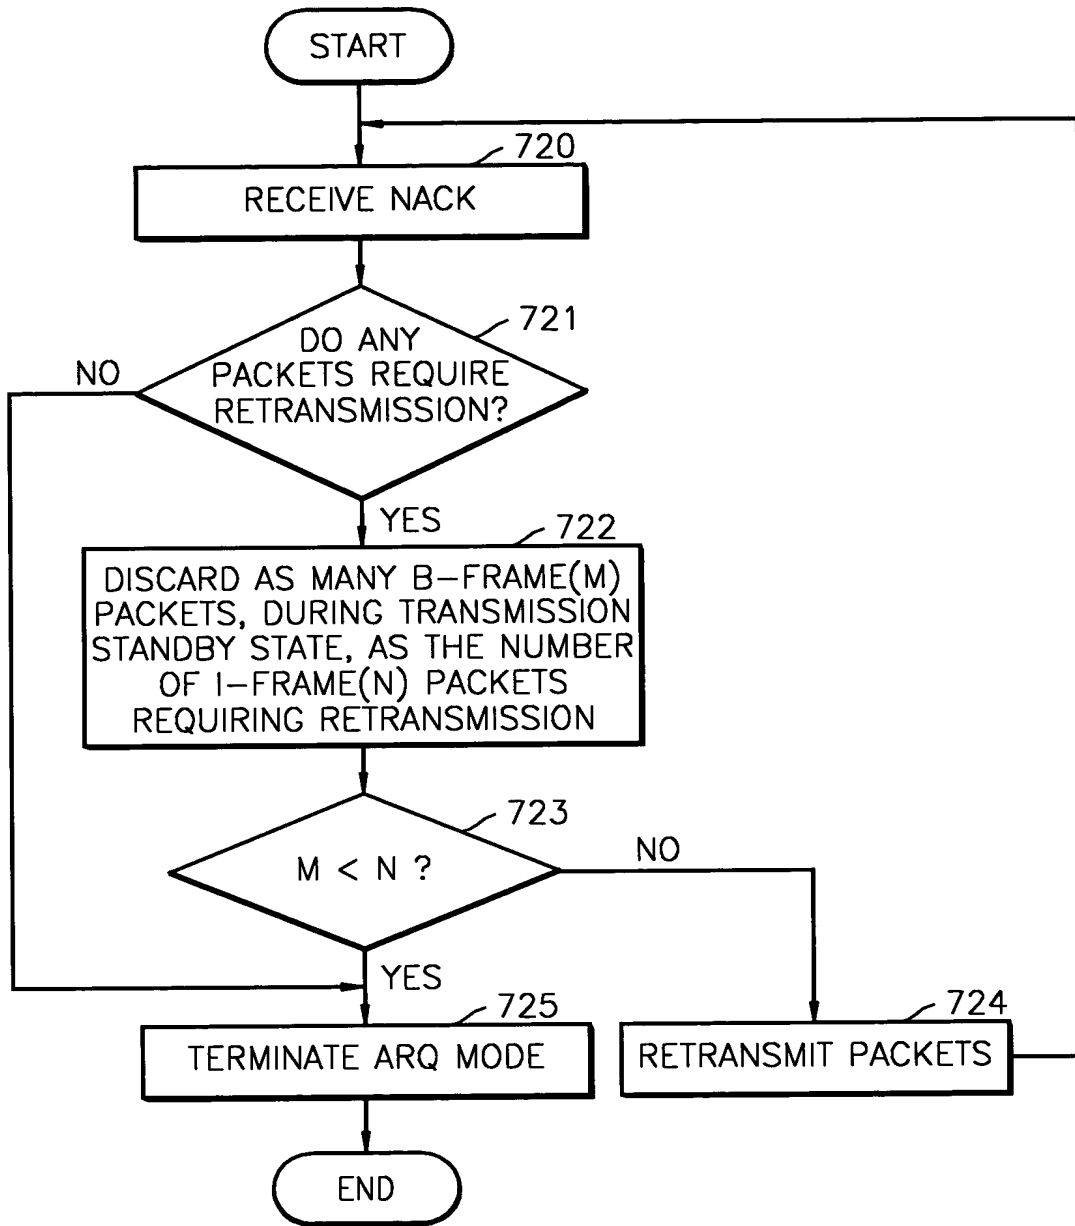 START
720
RECEIVE NACK
721
DO ANY
PACKETS REQUIRE
RETRANSMISSION?
NO
YES
722
DISCARD AS MANY B-FRAME(M)
PACKETS, DURING TRANSMISSION
STANDBY STATE, AS THE NUMBER
OF I-FRAME(N) PACKETS
REQUIRING RETRANSMISSION
723
M < N ?
NO
YES
724
RETRANSMIT PACKETS
725
TERMINATE ARQ MODE
END